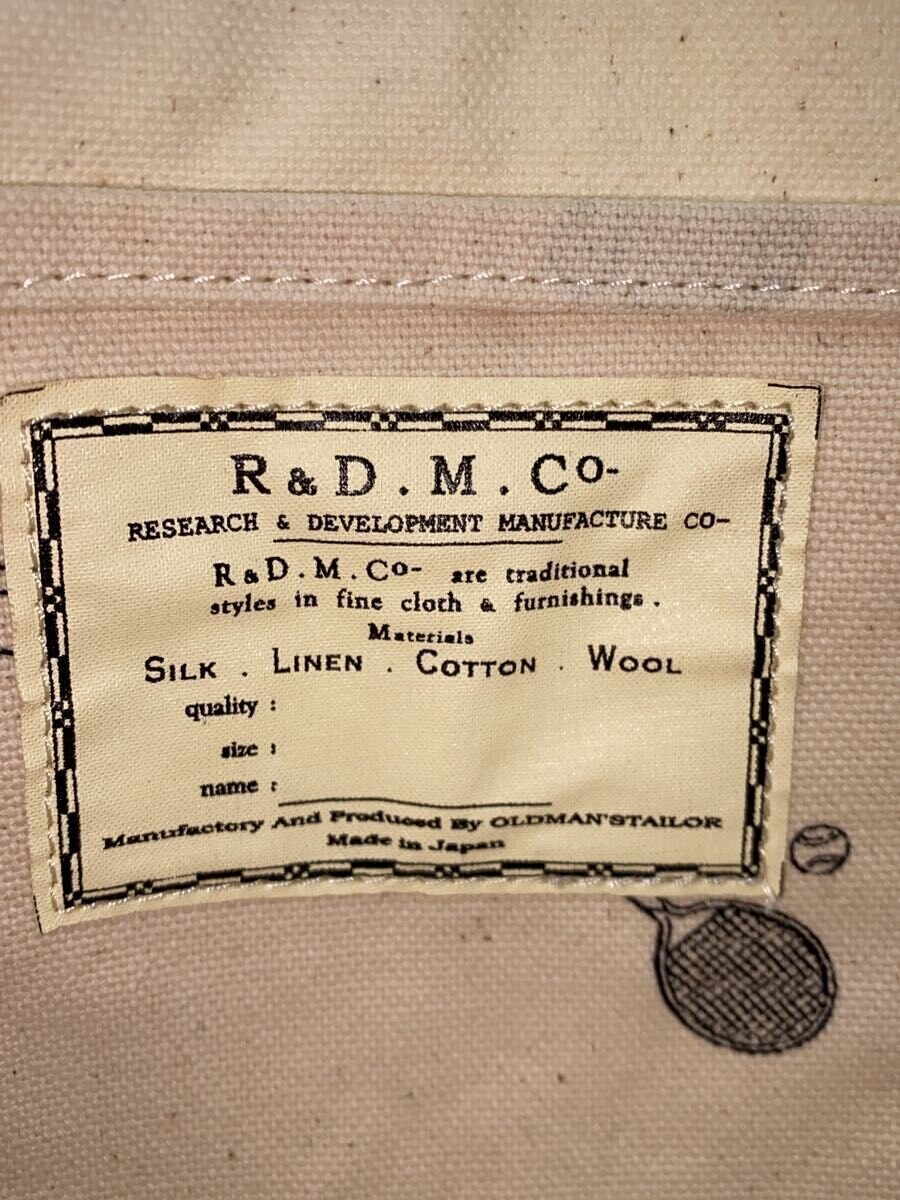 R & D . M . Co-
RESEARCH & DEVELOPMENT MANUFACTURE CO-
R & D . M . Co- are traditional
styles in fine cloth & furnishings .
Materials
SILK . LINEN . COTTON . WOOL
quality :
size :
name :
Manufactory And Produced By OLDMAN'STAILOR
Made in Japan